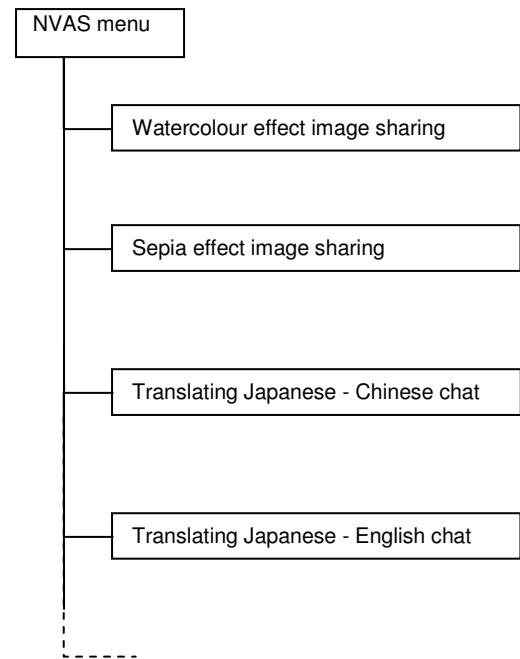 NVAS menu
Watercolour effect image sharing
Sepia effect image sharing
Translating Japanese - Chinese chat
Translating Japanese - English chat